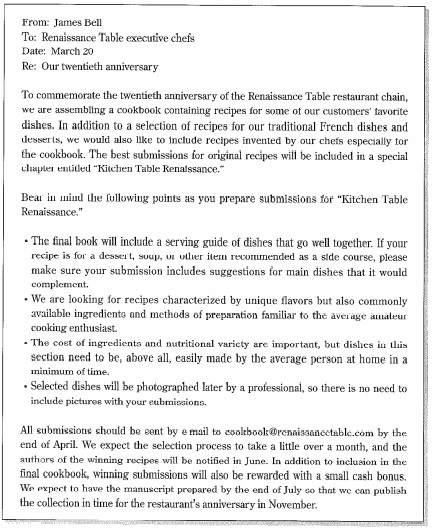 From: James Bell
To: Renaissance Table executive chefs
Date: March 20
Re: Our twentieth anniversary
To commemorate the twentieth anniversary of the Renaissance Table restaurant chain,
we are assembling a cookbook containing recipes for some of our customers' favorite
dishes. In addition to a selection of recipes for our traditional French dishes and
desserts, we would also like to include recipes invented by our chefs especially for
the cookbook. The best submissions for original recipes will be included in a special
chapter entitled "Kitchen Table Renaissance."
Bear in mind the following points as you prepare submissions for "Kitchen Table
Renaissance."
• The final book will include a serving guide of dishes that go well together. If your
recipe is for a dessert, soup, or other item recommended as a side course, please
make sure your submission includes suggestions for main dishes that it would
complement.
• We are looking for recipes characterized by unique flavors but also commonly
available ingredients and methods of preparation familiar to the average amateur
cooking enthusiast.
• The cost of ingredients and nutritional variety are important, but dishes in this
section need to be, above all, easily made by the average person at home in a
minimum of time.
• Selected dishes will be photographed later by a professional, so there is no need to
include pictures with your submissions.
All submissions should be sent by e-mail to cookbook@renaissancetable.com by the
end of April. We expect the selection process to take a little over a month, and the
authors of the winning recipes will be notified in June. In addition to inclusion in the
final cookbook, winning submissions will also be rewarded with a small cash bonus.
We expect to have the manuscript prepared by the end of July so that we can publish
the collection in time for the restaurant's anniversary in November.